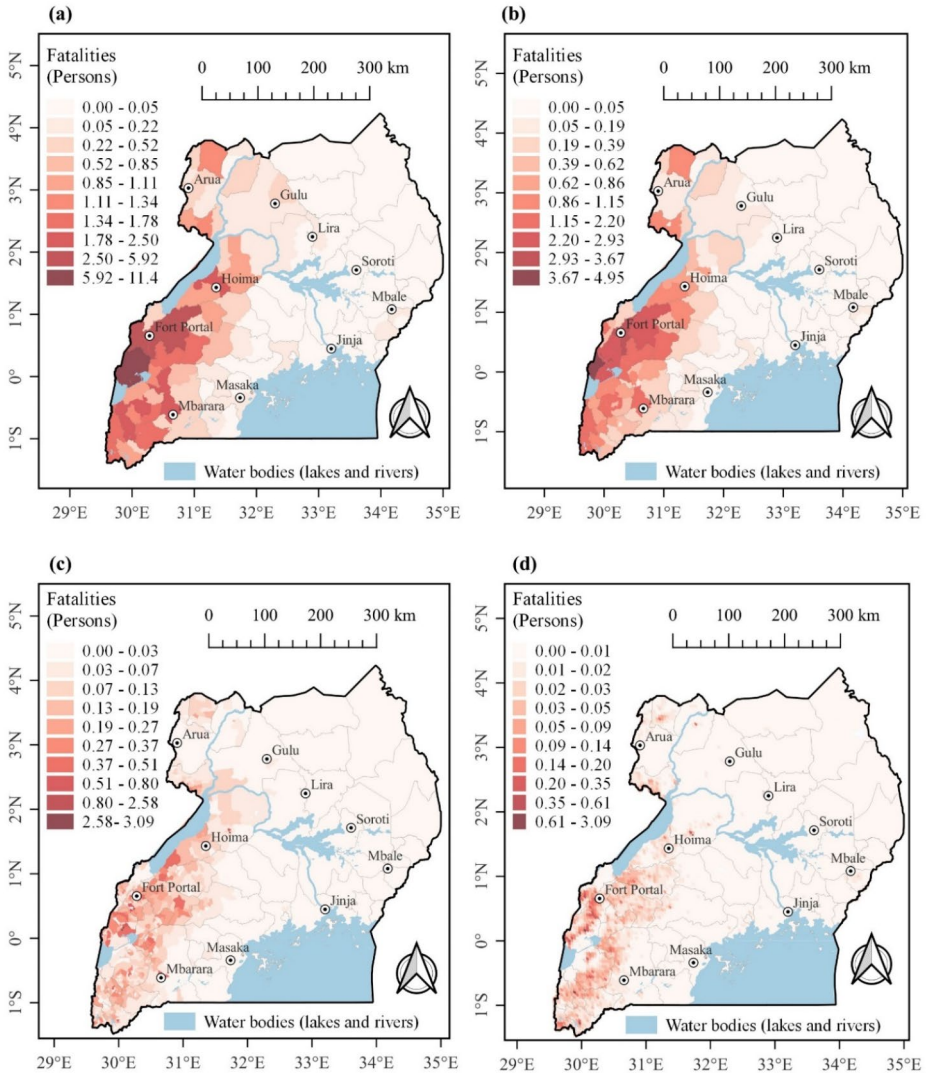 (a)
Fatalities
(Persons)
0.00 - 0.05
0.05 - 0.22
0.22 - 0.52
0.52 - 0.85
0.85 - 1.11
1.11 - 1.34
1.34 - 1.78
1.78 - 2.50
2.50 - 5.92
5.92 - 11.4
0 100 200 300 km
5°N
4°N
3°N
2°N
1°N
0°
1°S
Arua
Gulu
Lira
Soroti
Hoima
Mbale
Fort Portal
Jinja
Masaka
Mbarara
Water bodies (lakes and rivers)
29°E 30°E 31°E 32°E 33°E 34°E 35°E
(b)
Fatalities
(Persons)
0.00 - 0.05
0.05 - 0.19
0.19 - 0.39
0.39 - 0.62
0.62 - 0.86
0.86 - 1.15
1.15 - 2.20
2.20 - 2.93
2.93 - 3.67
3.67 - 4.95
0 100 200 300 km
5°N
4°N
3°N
2°N
1°N
0°
1°S
Arua
Gulu
Lira
Soroti
Hoima
Mbale
Fort Portal
Jinja
Masaka
Mbarara
Water bodies (lakes and rivers)
29°E 30°E 31°E 32°E 33°E 34°E 35°E
(c)
Fatalities
(Persons)
0.00 - 0.03
0.03 - 0.07
0.07 - 0.13
0.13 - 0.19
0.19 - 0.27
0.27 - 0.37
0.37 - 0.51
0.51 - 0.80
0.80 - 2.58
2.58- 3.09
0 100 200 300 km
5°N
4°N
3°N
2°N
1°N
0°
1°S
Arua
Gulu
Lira
Soroti
Hoima
Mbale
Fort Portal
Jinja
Masaka
Mbarara
Water bodies (lakes and rivers)
29°E 30°E 31°E 32°E 33°E 34°E 35°E
(d)
Fatalities
(Persons)
0.00 - 0.01
0.01 - 0.02
0.02 - 0.03
0.03 - 0.05
0.05 - 0.09
0.09 - 0.14
0.14 - 0.20
0.20 - 0.35
0.35 - 0.61
0.61 - 3.09
0 100 200 300 km
5°N
4°N
3°N
2°N
1°N
0°
1°S
Arua
Gulu
Lira
Soroti
Hoima
Mbale
Fort Portal
Jinja
Masaka
Mbarara
Water bodies (lakes and rivers)
29°E 30°E 31°E 32°E 33°E 34°E 35°E